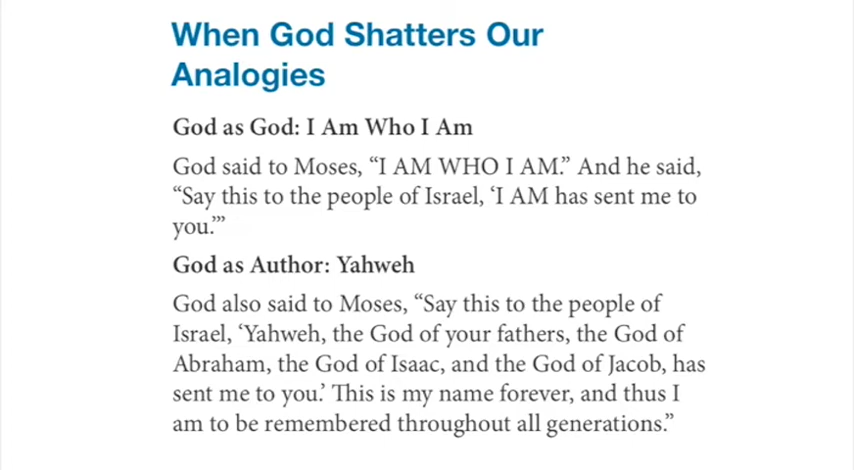 When God Shatters Our
Analogies
God as God: I Am Who I Am
God said to Moses, “I AM WHO I AM.” And he said,
“Say this to the people of Israel, ‘I AM has sent me to
you.’”
God as Author: Yahweh
God also said to Moses, “Say this to the people of
Israel, ‘Yahweh, the God of your fathers, the God of
Abraham, the God of Isaac, and the God of Jacob, has
sent me to you.’ This is my name forever, and thus I
am to be remembered throughout all generations.”